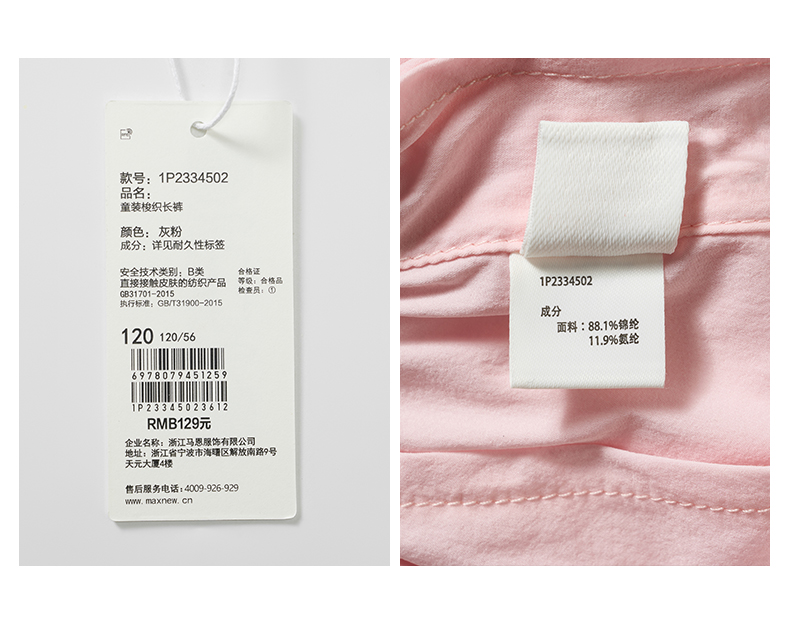 款号: 1P2334502
品名:
童装梭织长裤
颜色: 灰粉
成分: 详见耐久性标签
安全技术类别: B类
直接接触皮肤的纺织产品
GB31701-2015
执行标准: GB/T31900-2015
合格证
等级: 合格品
检查员: ①
120 120/56
6978079451259
1P23345023612
RMB129元
企业名称: 浙江马恩服饰有限公司
地址: 浙江省宁波市海曙区解放南路9号
天元大厦4楼
售后服务电话: 4009-926-929
www.maxnew.cn
1P2334502
成分
面料:88.1%锦纶
11.9%氨纶